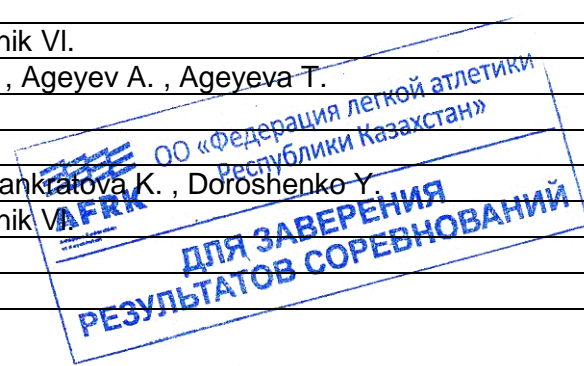 nik Vl.
, Ageyev A. , Ageyeva T.
ankratova K. , Doroshenko Y.
nik Vl.
ОО «Федерация легкой атлетики
Республики Казахстан»
AFRK
ДЛЯ ЗАВЕРЕНИЯ
РЕЗУЛЬТАТОВ СОРЕВНОВАНИЙ